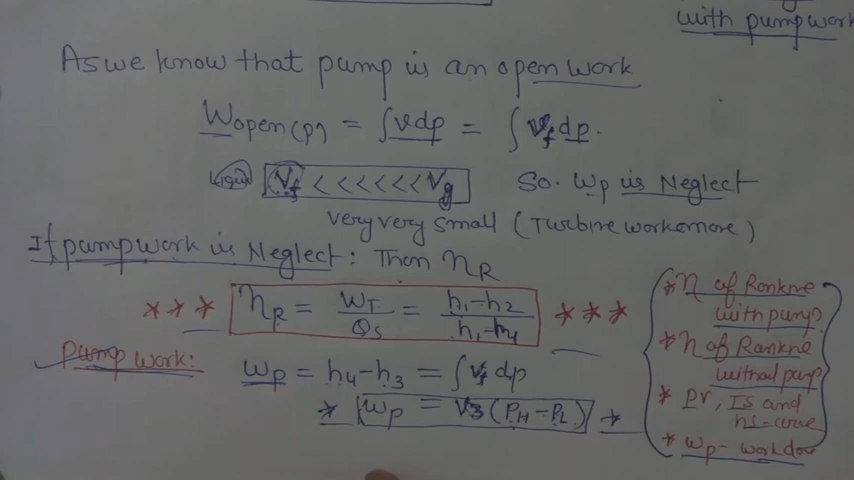 with pumpwork
As we know that pump is an open work
Wopen(p) = ∫vdp = ∫ vf dp.
liquid Vf < < < < < < Vg So. Wp is Neglect
very very small (Turbine work more)
If pump work is Neglect: Than ηR
*** ηR = WT/QS = h1-h2/h1-h4 ***
Pump work: wp = h4-h3 = ∫vf dp
* wp = V3 (PH-PL) *
* η of Rankine
with pump
* η of Rankine
without pump
* PV, TS and
hs-curve
* wp- work don